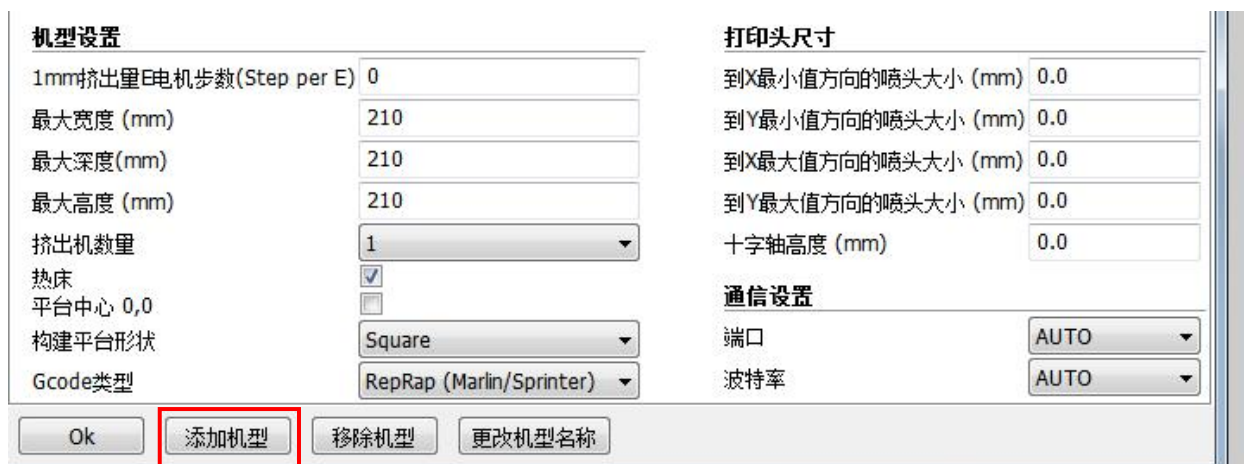 机型设置
1mm挤出量E电机步数(Step per E) 0
最大宽度 (mm) 210
最大深度(mm) 210
最大高度 (mm) 210
挤出机数量 1
热床
平台中心 0,0
构建平台形状 Square
Gcode类型 RepRap (Marlin/Sprinter)
打印头尺寸
到X最小值方向的喷头大小 (mm) 0.0
到Y最小值方向的喷头大小 (mm) 0.0
到X最大值方向的喷头大小 (mm) 0.0
到Y最大值方向的喷头大小 (mm) 0.0
十字轴高度 (mm) 0.0
通信设置
端口 AUTO
波特率 AUTO
Ok 添加机型 移除机型 更改机型名称